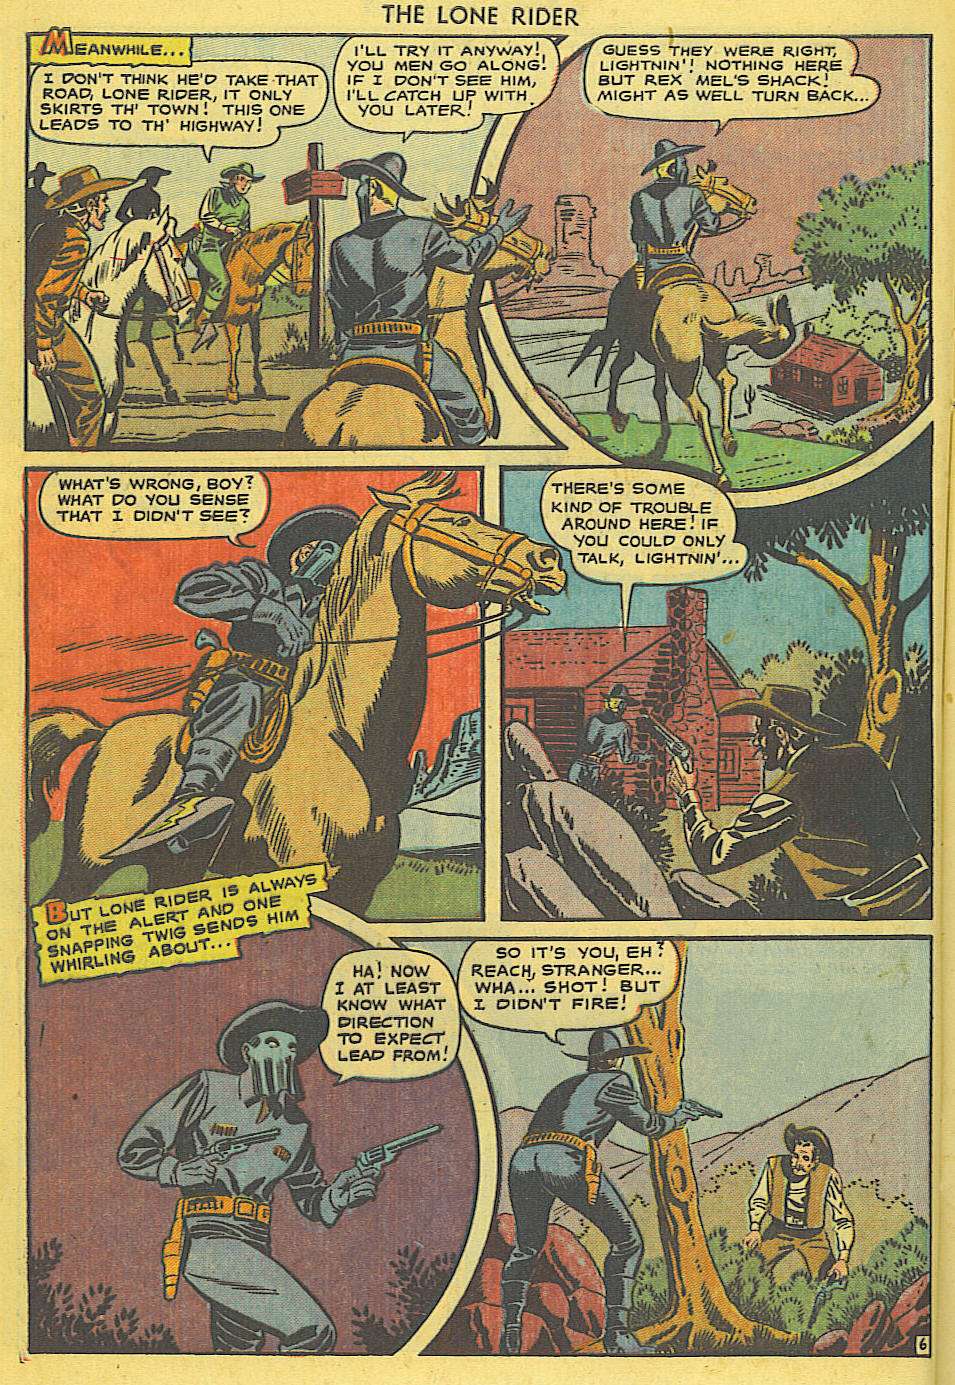 THE LONE RIDER
MEANWHILE...
I DON'T THINK HE'D TAKE THAT
ROAD, LONE RIDER, IT ONLY
SKIRTS TH' TOWN! THIS ONE
LEADS TO TH' HIGHWAY!
I'LL TRY IT ANYWAY!
YOU MEN GO ALONG!
IF I DON'T SEE HIM,
I'LL CATCH UP WITH
YOU LATER!
GUESS THEY WERE RIGHT,
LIGHTNIN'! NOTHING HERE
BUT REX MEL'S SHACK!
MIGHT AS WELL TURN BACK...
WHAT'S WRONG, BOY?
WHAT DO YOU SENSE
THAT I DIDN'T SEE?
THERE'S SOME
KIND OF TROUBLE
AROUND HERE! IF
YOU COULD ONLY
TALK, LIGHTNIN'...
BUT LONE RIDER IS ALWAYS
ON THE ALERT AND ONE
SNAPPING TWIG SENDS HIM
WHIRLING ABOUT...
HA! NOW
I AT LEAST
KNOW WHAT
DIRECTION
TO EXPECT
LEAD FROM!
SO IT'S YOU, EH?
REACH, STRANGER...
WHA... SHOT! BUT
I DIDN'T FIRE!
6